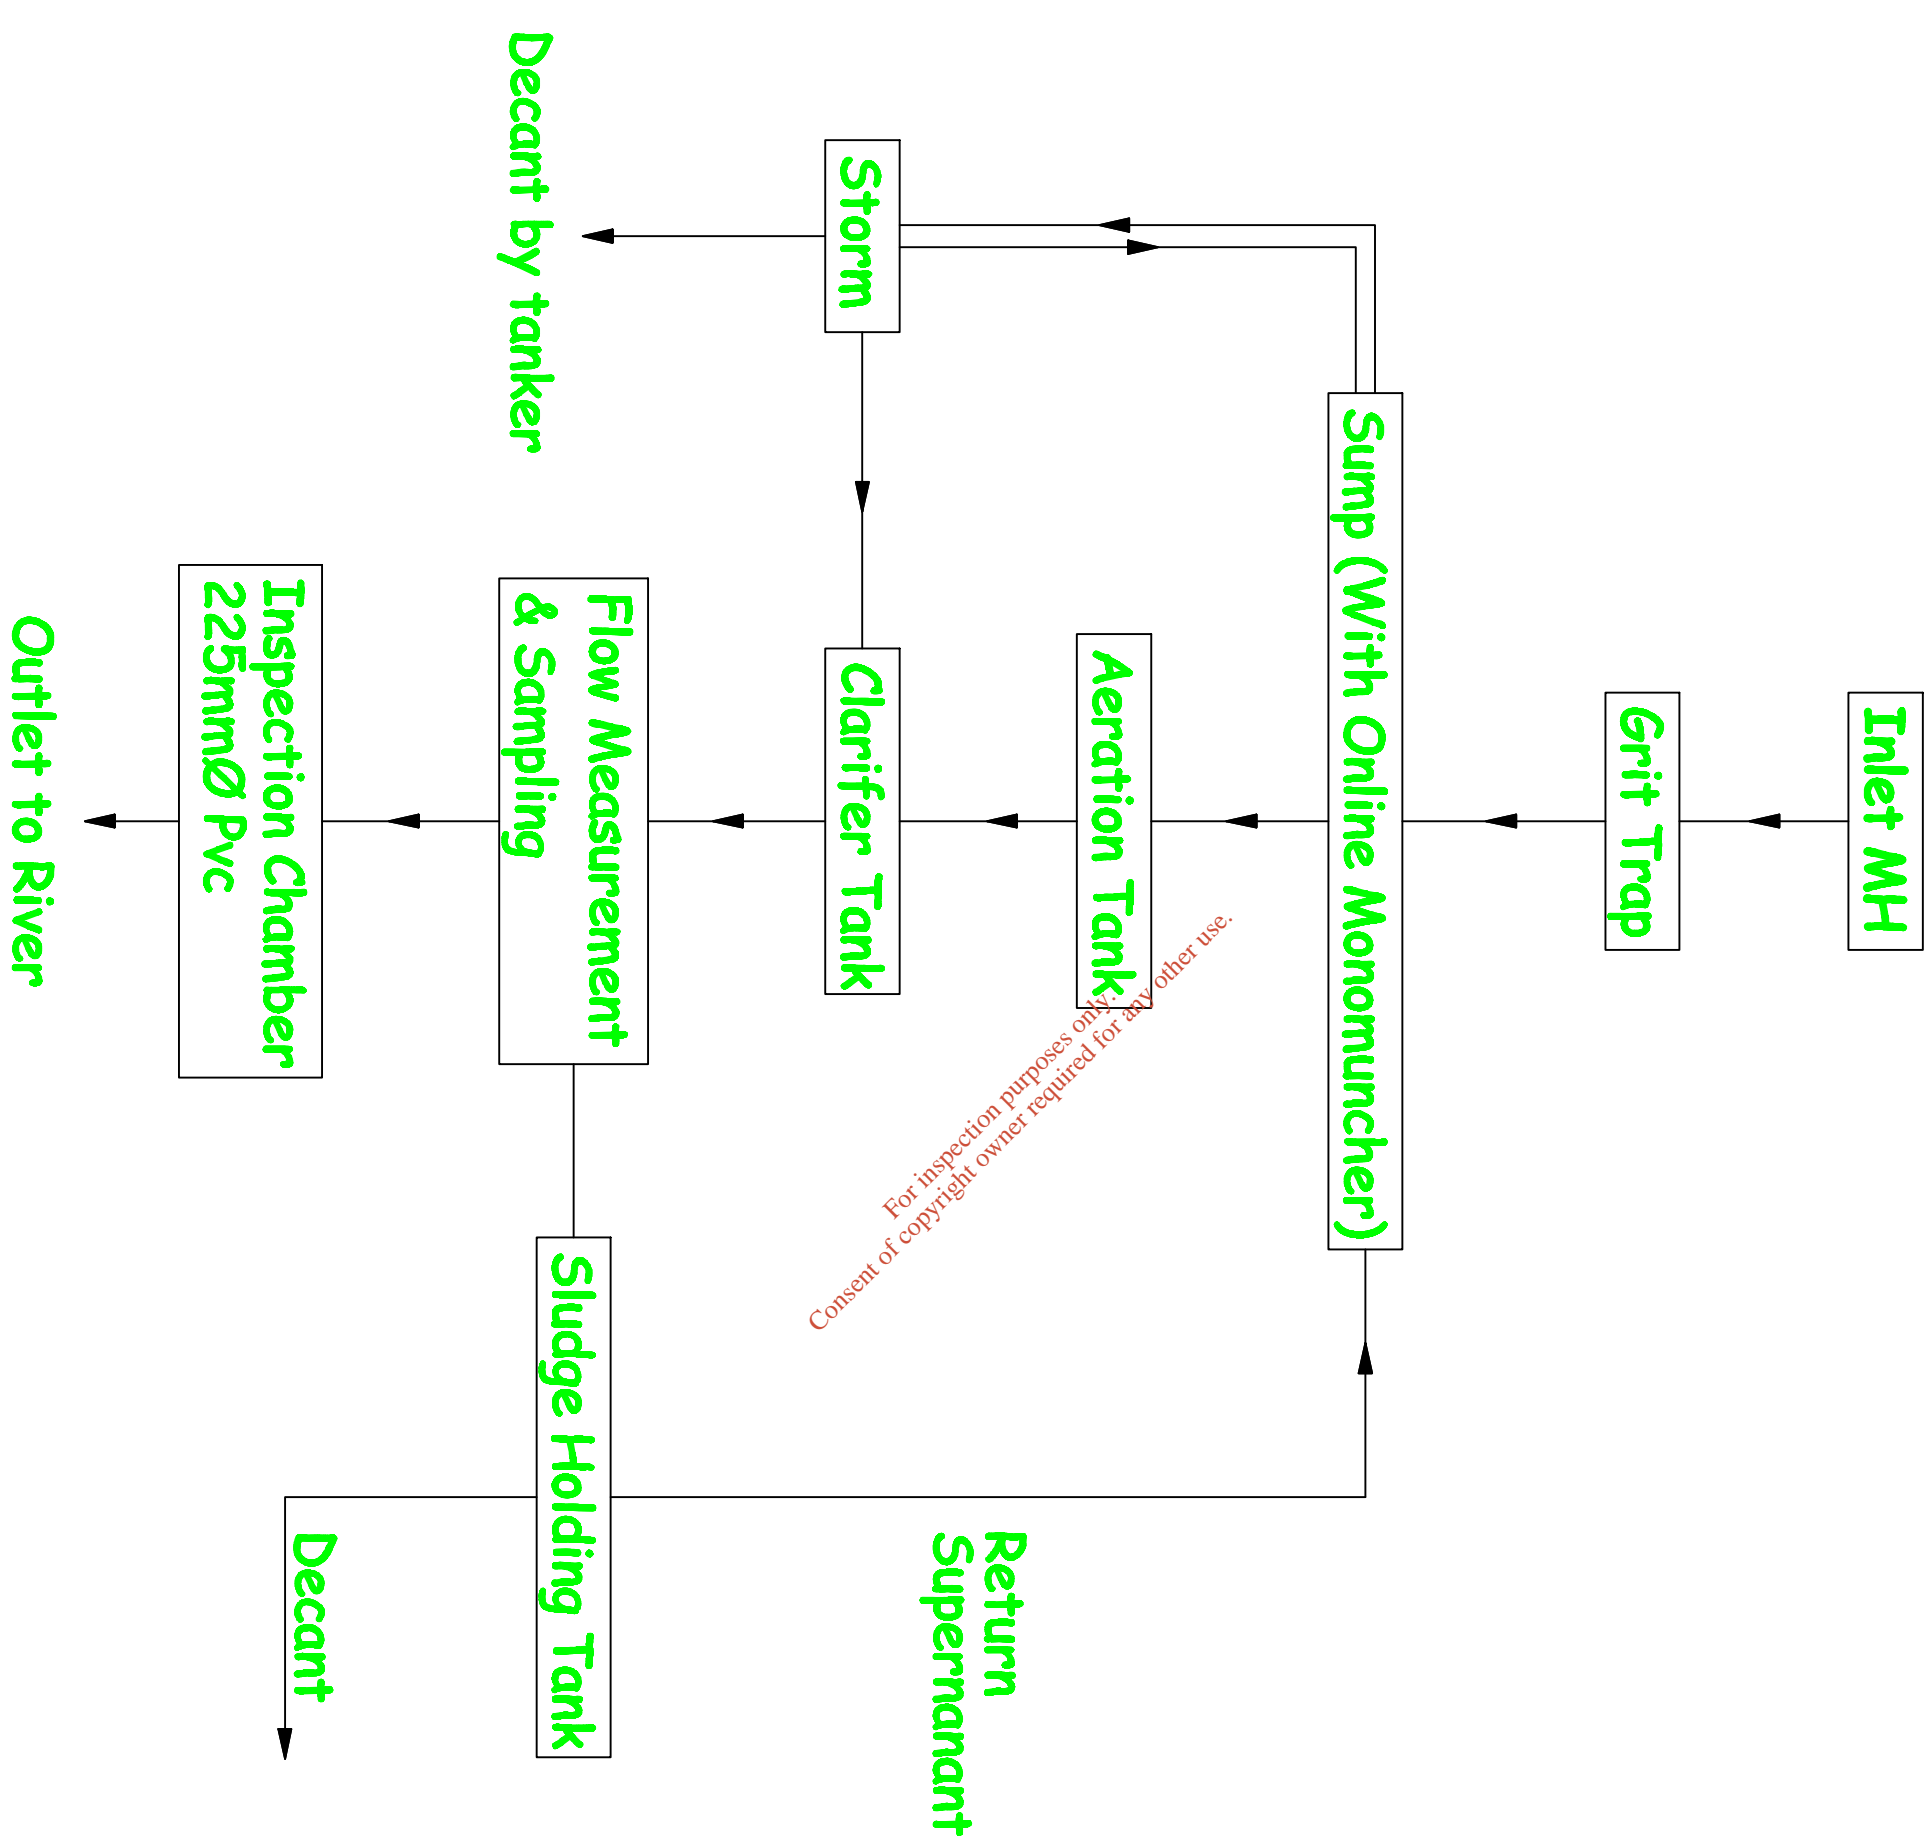 Inlet MH
Grit Trap
Sump (With Online Monomuncher)
Aeration Tank
Storm
Clarifer Tank
Decant by tanker
Flow Measurement
& Sampling
Sludge Holding Tank
Return
Supernanant
Inspection Chamber
225mmØ Pvc
Decant
Outlet to River
For inspection purposes only.
Consent of copyright owner required for any other use.